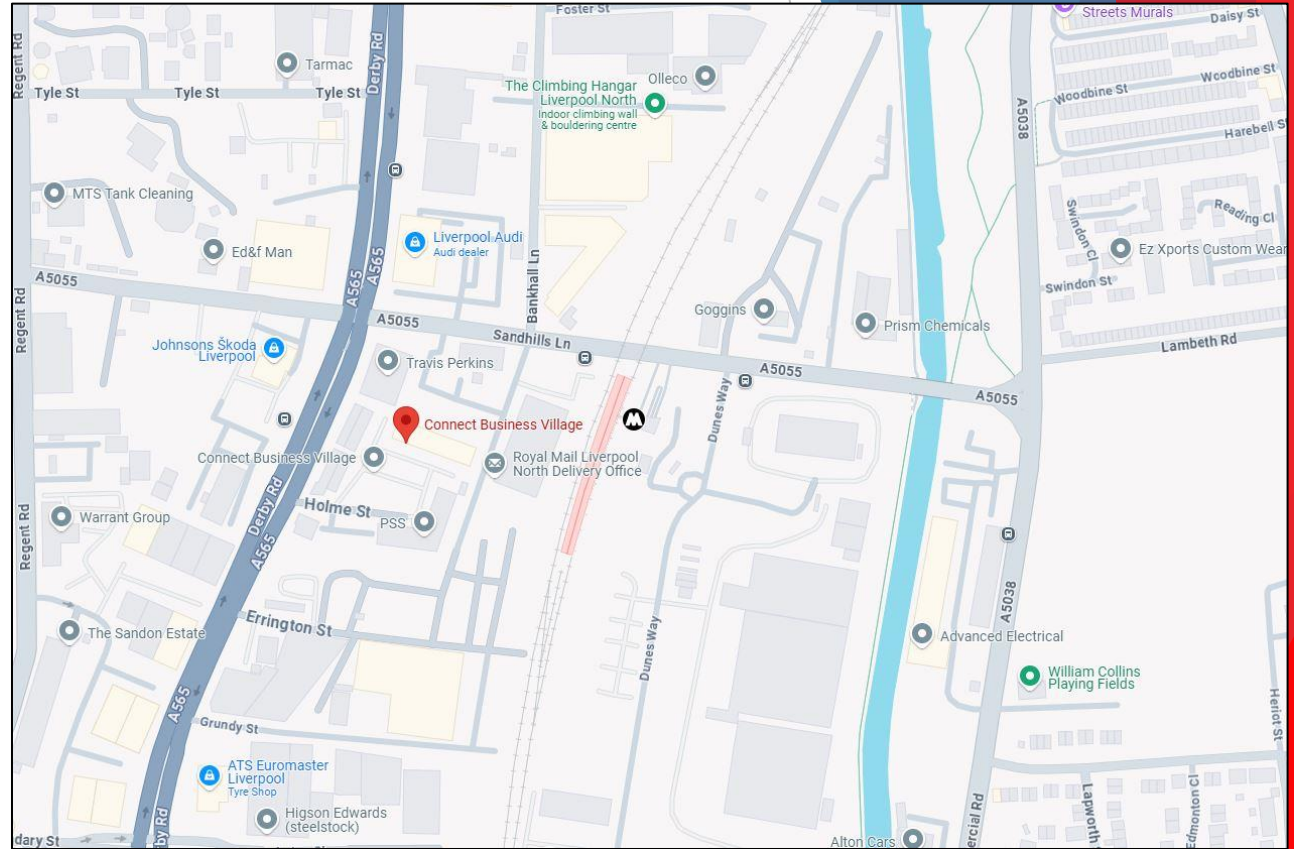 Foster St
Streets Murals
Daisy St
Regent Rd
Tarmac
Derby Rd
Olleco
Woodbine St
The Climbing Hangar
Liverpool North
Indoor climbing wall
& bouldering centre
Tyle St
Tyle St
Tyle St
A5038
Woodbine St
Harebell S
MTS Tank Cleaning
Swindon Cl
Reading Cl
Liverpool Audi
Audi dealer
Ed&f Man
Ez Xports Custom Wear
A5055
A565
A565
Bankhall Ln
Swindon St
Regent Rd
Goggins
Prism Chemicals
A5055
Sandhills Ln
Lambeth Rd
Johnsons Škoda
Liverpool
Travis Perkins
A5055
A5055
Dunes Way
Connect Business Village
Connect Business Village
Royal Mail Liverpool
North Delivery Office
Derby Rd
A565
Holme St
PSS
Warrant Group
Regent Rd
A5038
Errington St
The Sandon Estate
Dunes Way
Advanced Electrical
William Collins
Playing Fields
Heriot St
A565
Grundy St
ATS Euromaster
Liverpool
Tyre Shop
Higson Edwards
(steelstock)
by Rd
dary St
Alton Cars
ercial Rd
Lapworth
Edmonton Cl